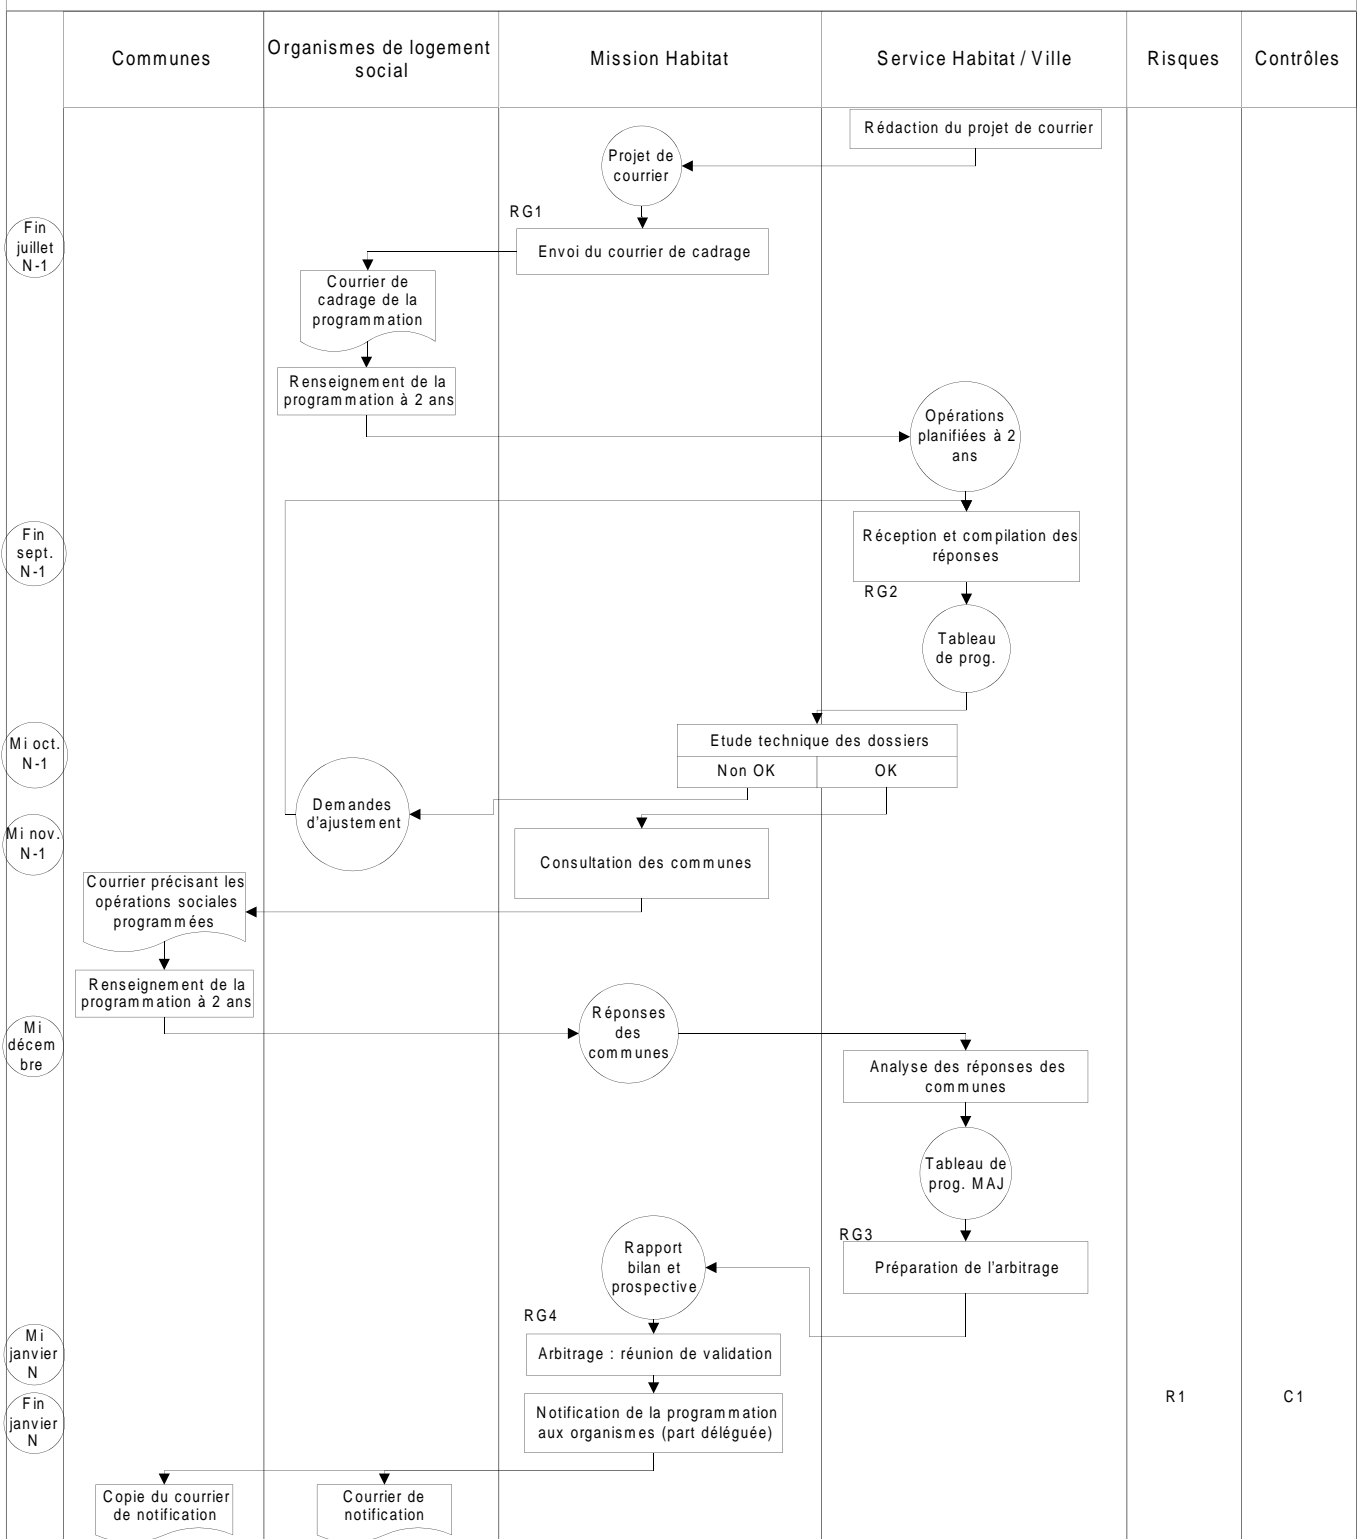 Communes
Organismes de logement
social
Mission Habitat
Service Habitat / Ville
Risques
Contrôles
Rédaction du projet de courrier
Projet de
courrier
RG1
Fin
juillet
N-1
Envoi du courrier de cadrage
Courrier de
cadrage de la
programmation
Renseignement de la
programmation à 2 ans
Opérations
planifiées à 2
ans
Fin
sept.
N-1
Réception et compilation des
réponses
RG2
Tableau
de prog.
Mi oct.
N-1
Etude technique des dossiers
Non OK
OK
Demandes
d'ajustement
Mi nov.
N-1
Consultation des communes
Courrier précisant les
opérations sociales
programmées
Renseignement de la
programmation à 2 ans
Mi
décem
bre
Réponses
des
communes
Analyse des réponses des
communes
Tableau de
prog. MAJ
RG3
Préparation de l'arbitrage
Rapport
bilan et
prospective
RG4
Mi
janvier
N
Arbitrage : réunion de validation
Fin
janvier
N
Notification de la programmation
aux organismes (part déléguée)
R1
C1
Copie du courrier
de notification
Courrier de
notification